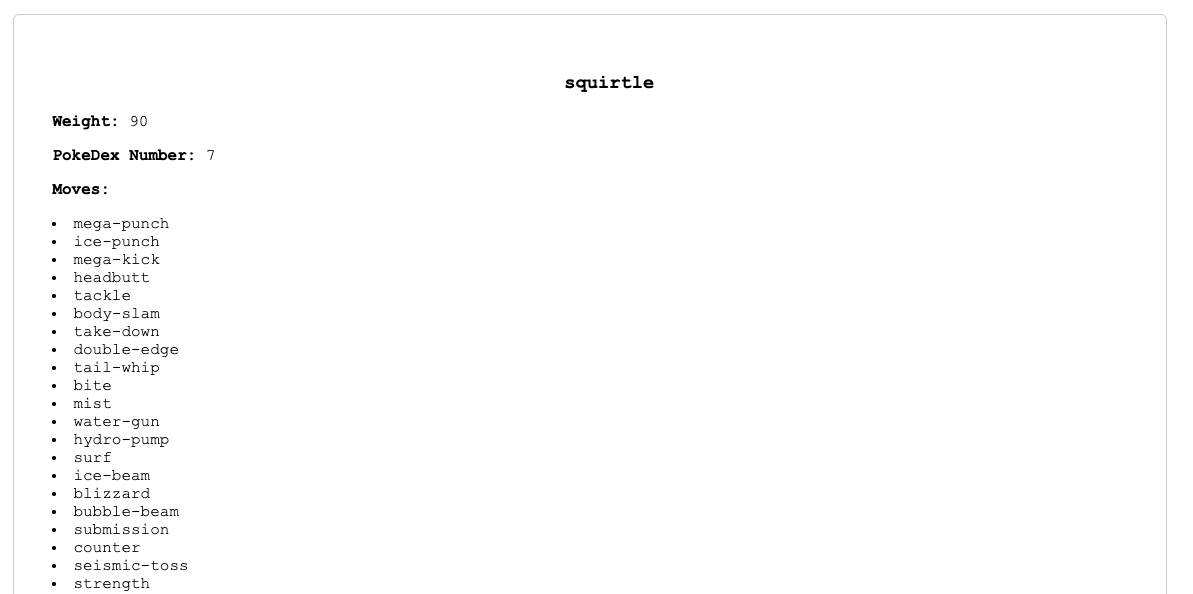 squirtle
Weight: 90
PokeDex Number: 7
Moves:
• mega-punch
• ice-punch
• mega-kick
• headbutt
• tackle
• body-slam
• take-down
• double-edge
• tail-whip
• bite
• mist
• water-gun
• hydro-pump
• surf
• ice-beam
• blizzard
• bubble-beam
• submission
• counter
• seismic-toss
• strength